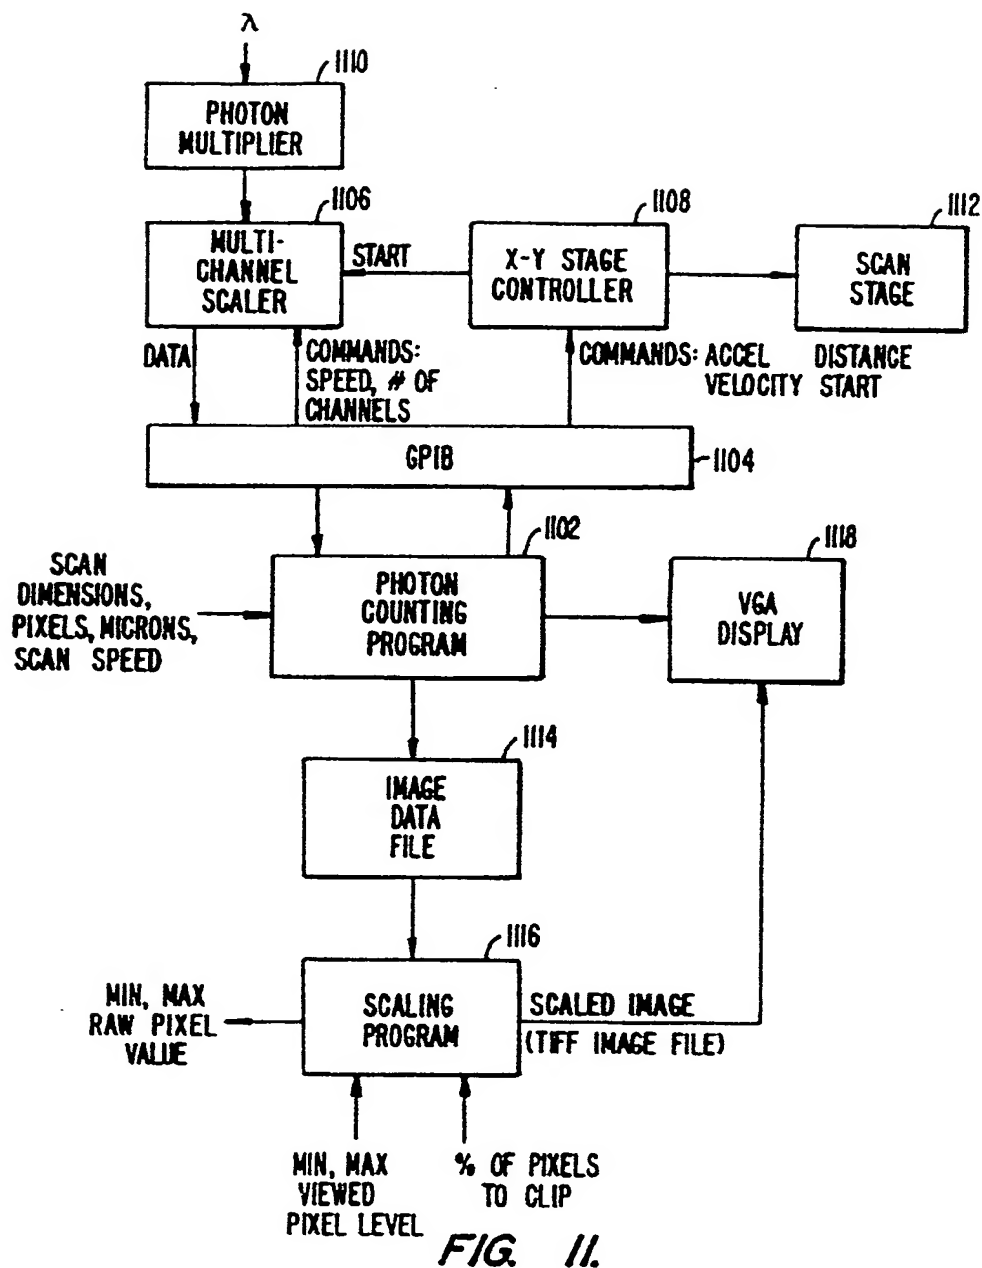 λ
1110
PHOTON
MULTIPLIER
1106
MULTI-
CHANNEL
SCALER
START
1108
X-Y STAGE
CONTROLLER
1112
SCAN
STAGE
DATA
COMMANDS:
SPEED, # OF
CHANNELS
COMMANDS: ACCEL DISTANCE
VELOCITY START
GPIB
1104
1102
PHOTON
COUNTING
PROGRAM
SCAN
DIMENSIONS,
PIXELS, MICRONS,
SCAN SPEED
1118
VGA
DISPLAY
1114
IMAGE
DATA
FILE
1116
SCALING
PROGRAM
MIN, MAX
RAW PIXEL
VALUE
SCALED IMAGE
(TIFF IMAGE FILE)
MIN, MAX
VIEWED
PIXEL LEVEL
% OF PIXELS
TO CLIP
FIG. 11.